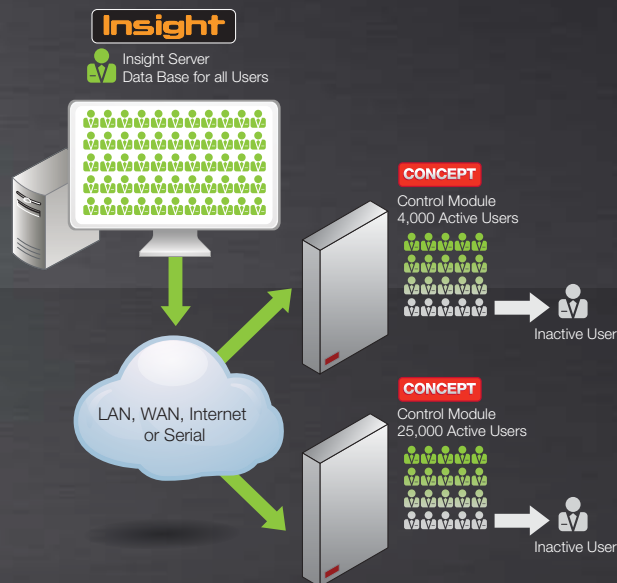 Insight
Insight Server
Data Base for all Users
CONCEPT
Control Module
4,000 Active Users
Inactive User
LAN, WAN, Internet
or Serial
CONCEPT
Control Module
25,000 Active Users
Inactive User